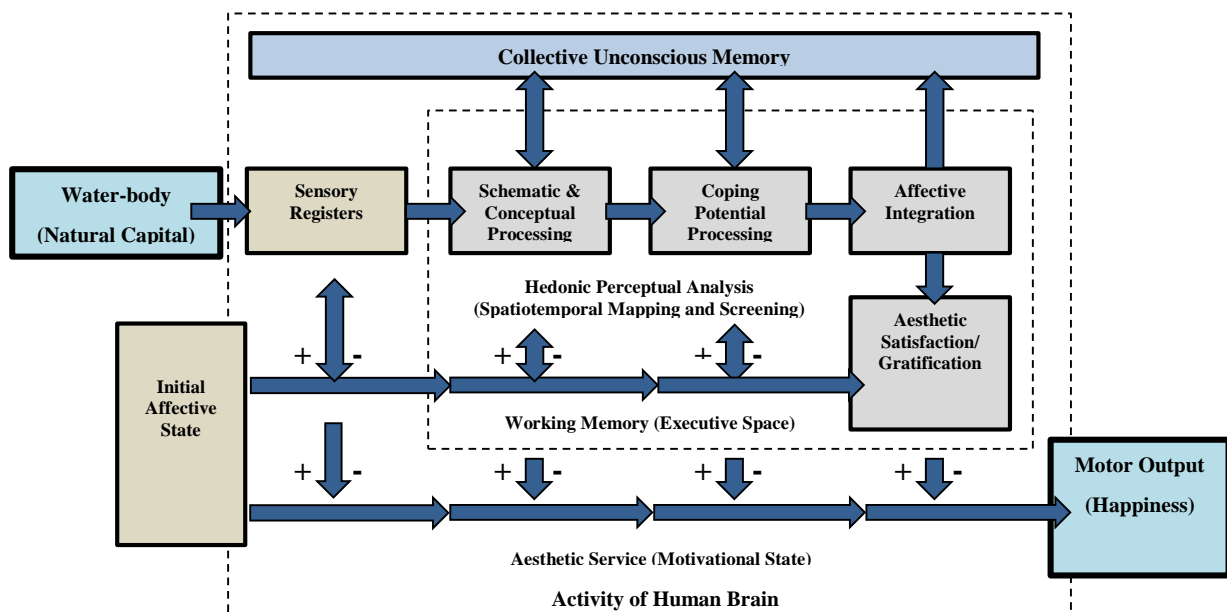 Collective Unconscious Memory
Water-body
(Natural Capital)
Sensory
Registers
Schematic &
Conceptual
Processing
Coping
Potential
Processing
Affective
Integration
Hedonic Perceptual Analysis
(Spatiotemporal Mapping and Screening)
Aesthetic
Satisfaction/
Gratification
+ -
+ -
+ -
Initial
Affective
State
Working Memory (Executive Space)
+ -
+ -
+ -
+ -
Motor Output
(Happiness)
Aesthetic Service (Motivational State)
Activity of Human Brain